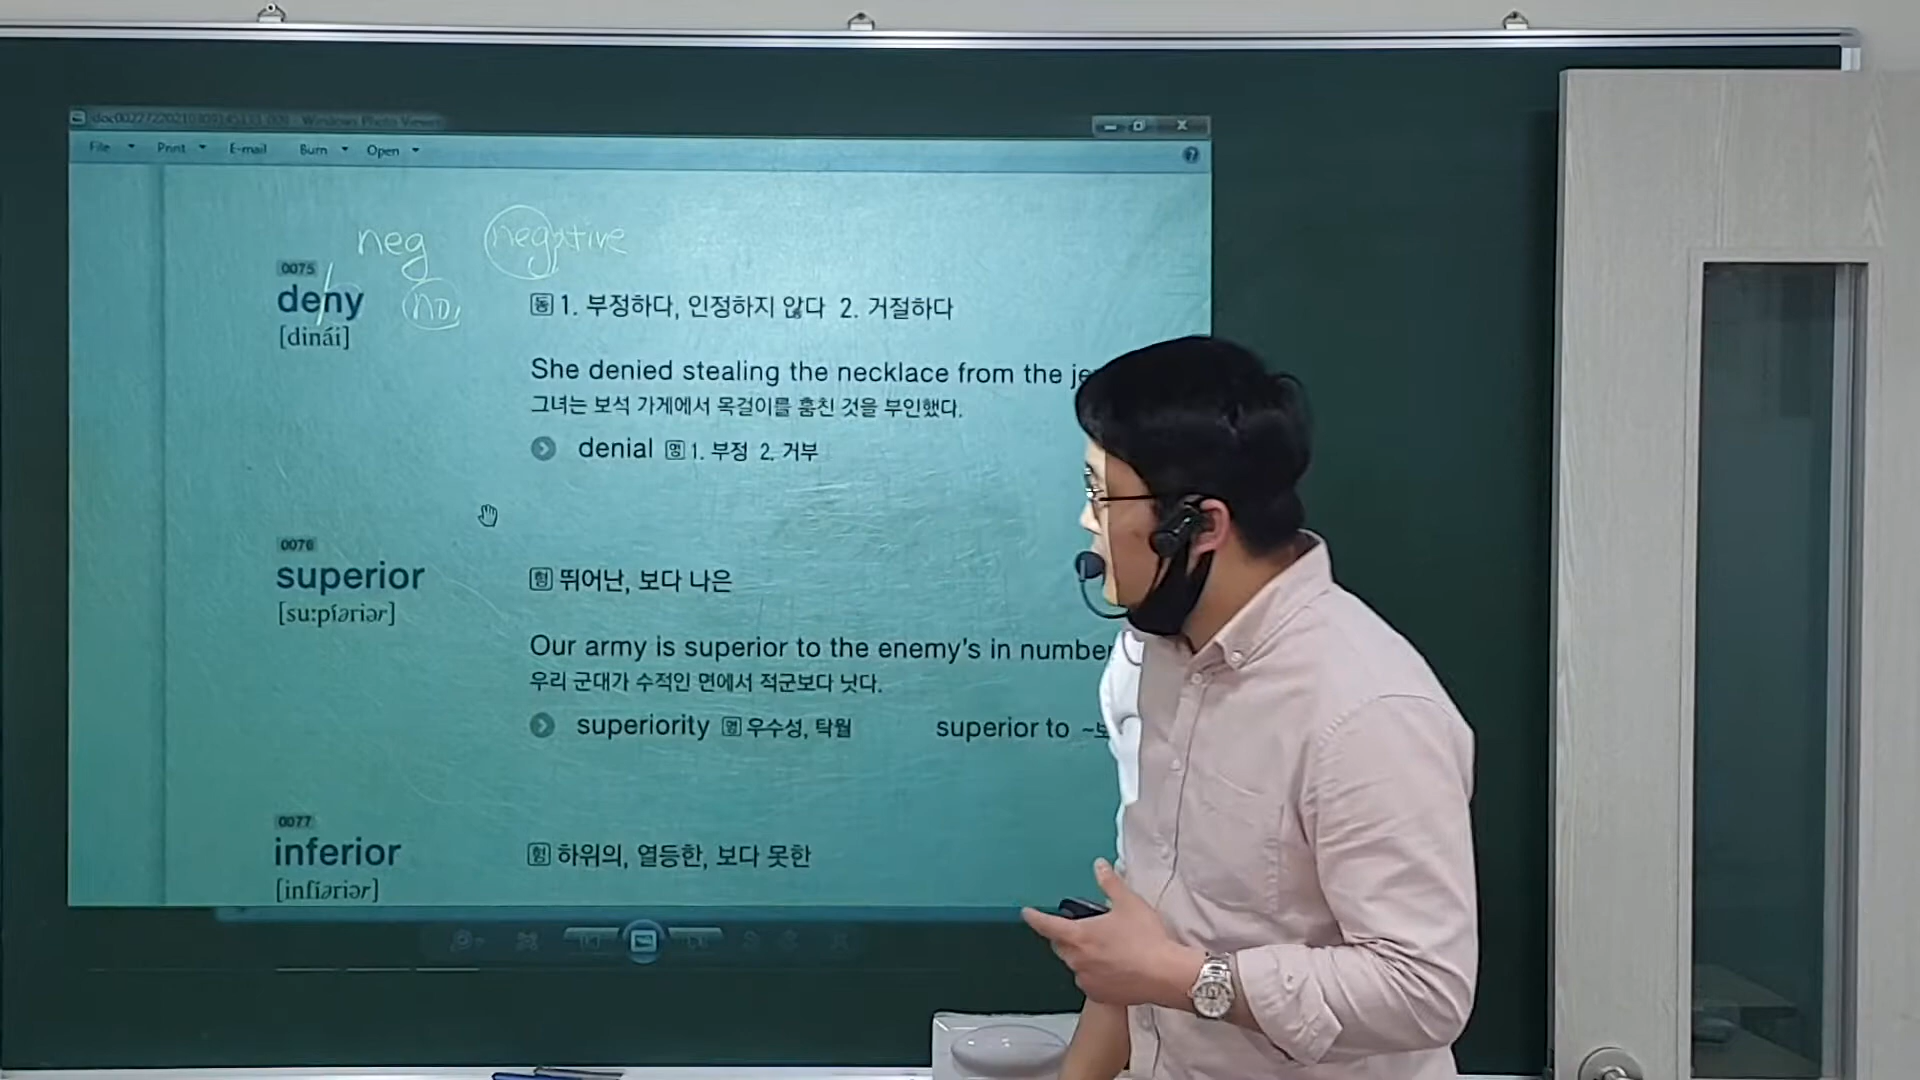 Windows Photo Viewer
File Print E-mail Burn Open
neg negative
0075
deny no, 동 1. 부정하다, 인정하지 않다 2. 거절하다
[dinái]
She denied stealing the necklace from the
그녀는 보석 가게에서 목걸이를 훔친 것을 부인했다.
denial 명 1. 부정 2. 거부
0076
superior 형 뛰어난, 보다 나은
[su:píəriər]
Our army is superior to the enemy's in number
우리 군대가 수적인 면에서 적군보다 낫다.
superiority 명 우수성, 탁월 superior to
0077
inferior 형 하위의, 열등한, 보다 못한
[infíəriər]